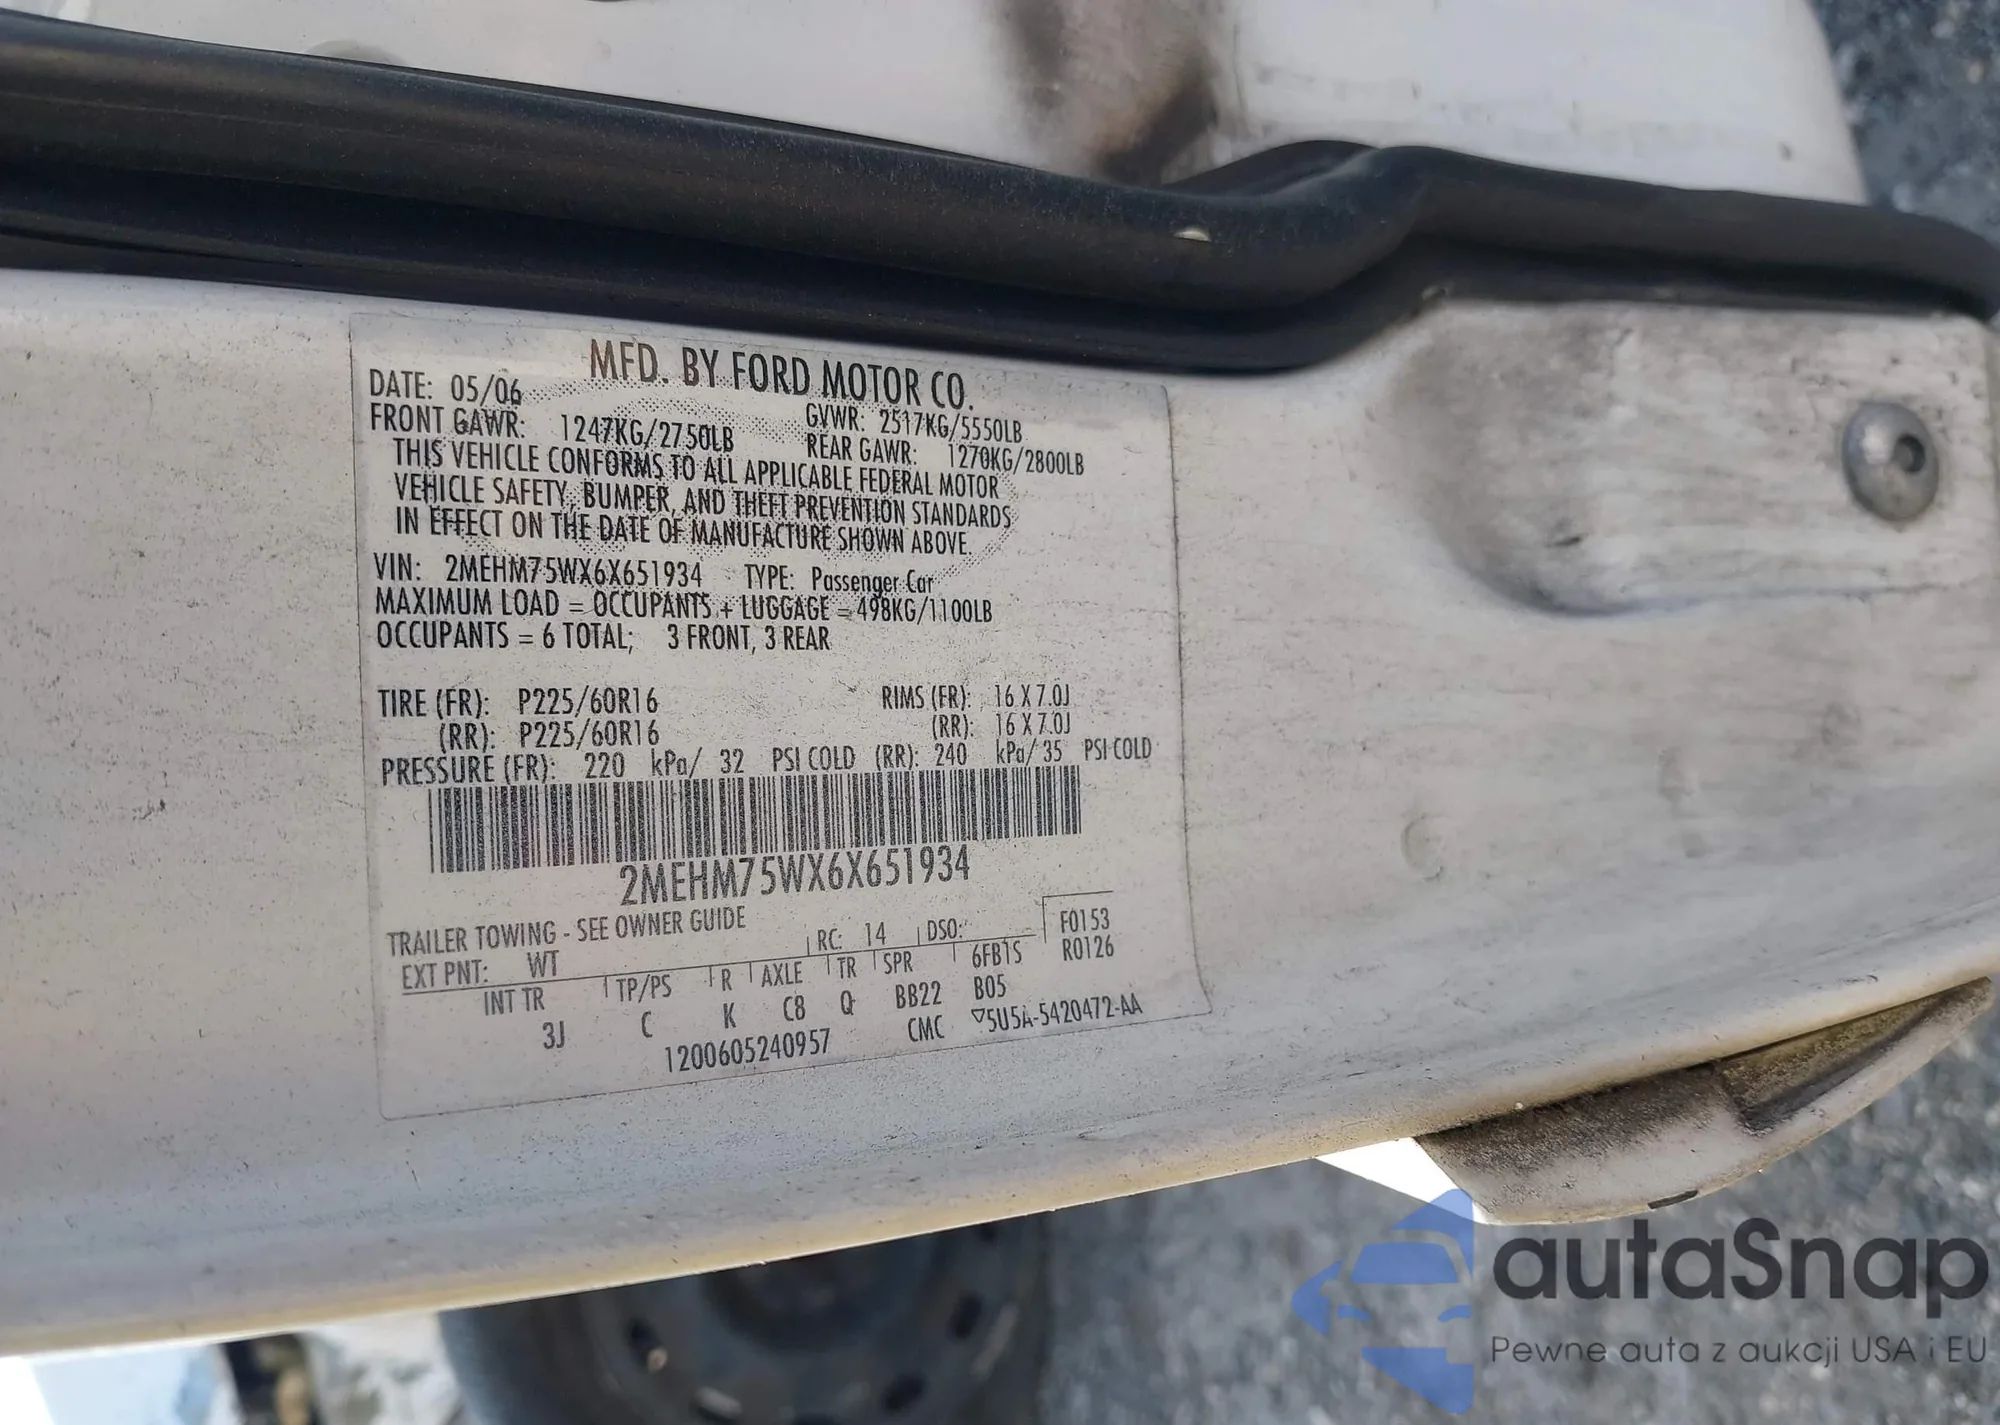 MFD. BY FORD MOTOR CO.
DATE: 05/06
GVWR: 2517KG/5550LB
FRONT GAWR: 1247KG/2750LB
REAR GAWR: 1270KG/2800LB
THIS VEHICLE CONFORMS TO ALL APPLICABLE FEDERAL MOTOR
VEHICLE SAFETY, BUMPER, AND THEFT PREVENTION STANDARDS
IN EFFECT ON THE DATE OF MANUFACTURE SHOWN ABOVE.
VIN: 2MEHM75WX6X651934 TYPE: Passenger Car
MAXIMUM LOAD = OCCUPANTS + LUGGAGE = 498KG/1100LB
OCCUPANTS = 6 TOTAL; 3 FRONT, 3 REAR
TIRE (FR): P225/60R16 RIMS (FR): 16 X 7.0J
(RR): P225/60R16 (RR): 16 X 7.0J
PRESSURE (FR): 220 kPa/ 32 PSI COLD (RR): 240 kPa/ 35 PSI COLD
2MEHM75WX6X651934
TRAILER TOWING - SEE OWNER GUIDE
EXT PNT: WT RC: 14 DSO: F0153
INT TR TP/PS R AXLE TR SPR 6FB1S R0126
3J C K C8 Q BB22 B05
1200605240957 CMC ▽5U5A-5420472-AA
autaSnap
Pewne auta z aukcji USA i EU